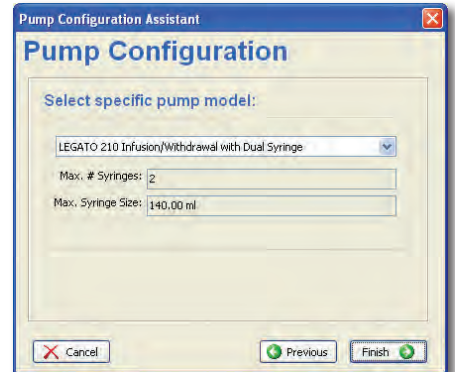 Pump Configuration Assistant
Pump Configuration
Select specific pump model:
LEGATO 210 Infusion/Withdrawal with Dual Syringe
Max. # Syringes: 2
Max. Syringe Size: 140.00 ml
Cancel Previous Finish